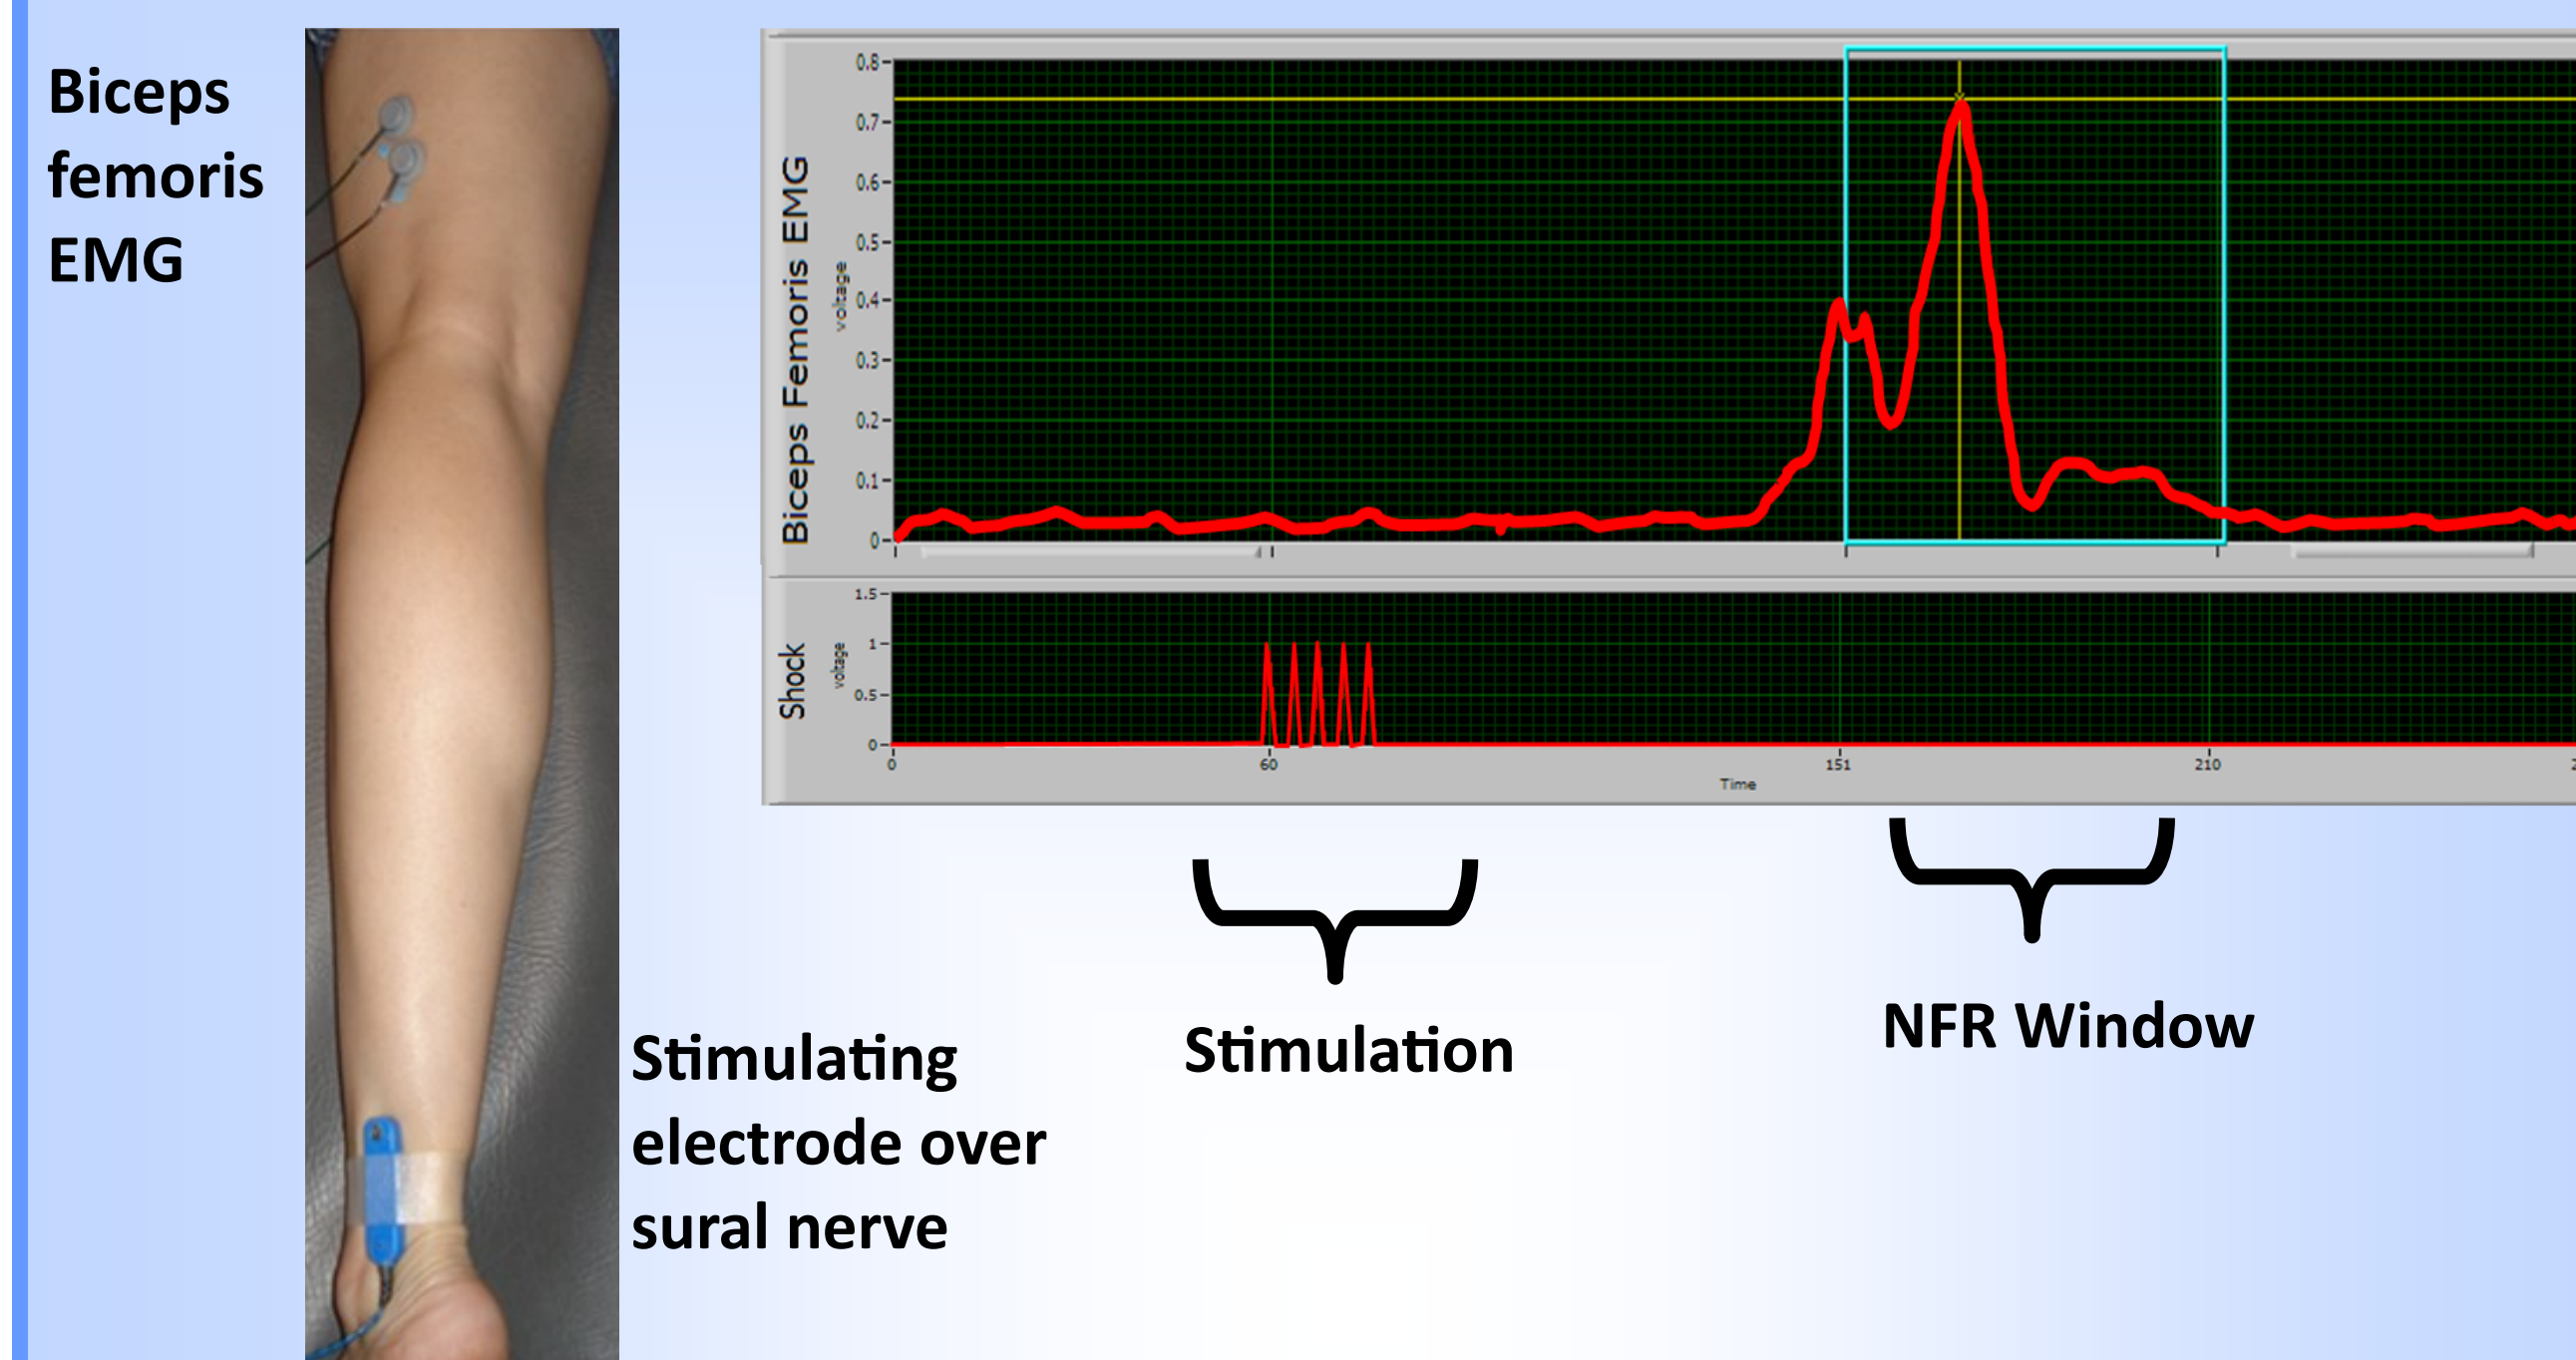 Biceps
femoris
EMG
Biceps Femoris EMG
voltage
0.8
0.7
0.6
0.5
0.4
0.3
0.2
0.1
0
Shock
voltage
1.5
1
0.5
0
0 60 151 210
Time
Stimulation
NFR Window
Stimulating
electrode over
sural nerve